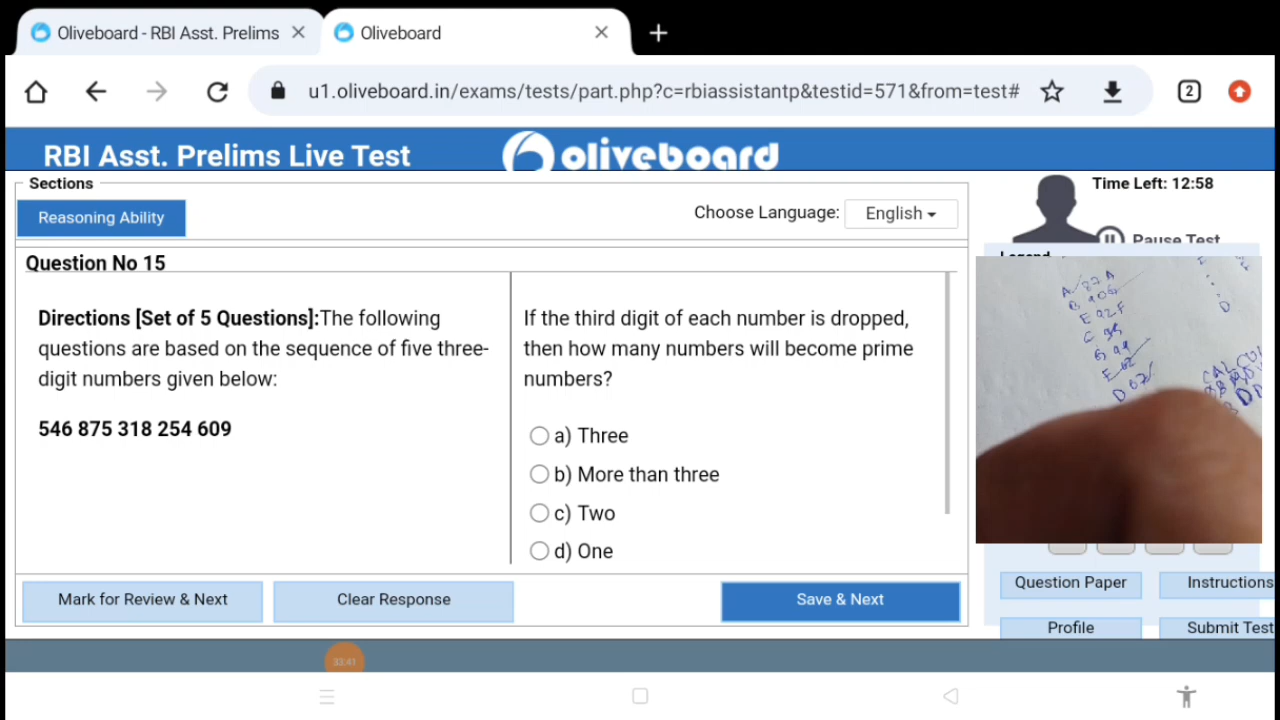 Oliveboard - RBI Asst. Prelims
Oliveboard
u1.oliveboard.in/exams/tests/part.php?c=rbiassistantp&testid=571&from=test#
2
RBI Asst. Prelims Live Test
oliveboard
Sections
Reasoning Ability
Choose Language:
English
Time Left: 12:58
Pause Test
Legend
Question No 15
Directions [Set of 5 Questions]:The following
questions are based on the sequence of five three-
digit numbers given below:
546 875 318 254 609
If the third digit of each number is dropped,
then how many numbers will become prime
numbers?
a) Three
b) More than three
c) Two
d) One
Mark for Review & Next
Clear Response
Save & Next
Question Paper
Instructions
Profile
Submit Test
33:41